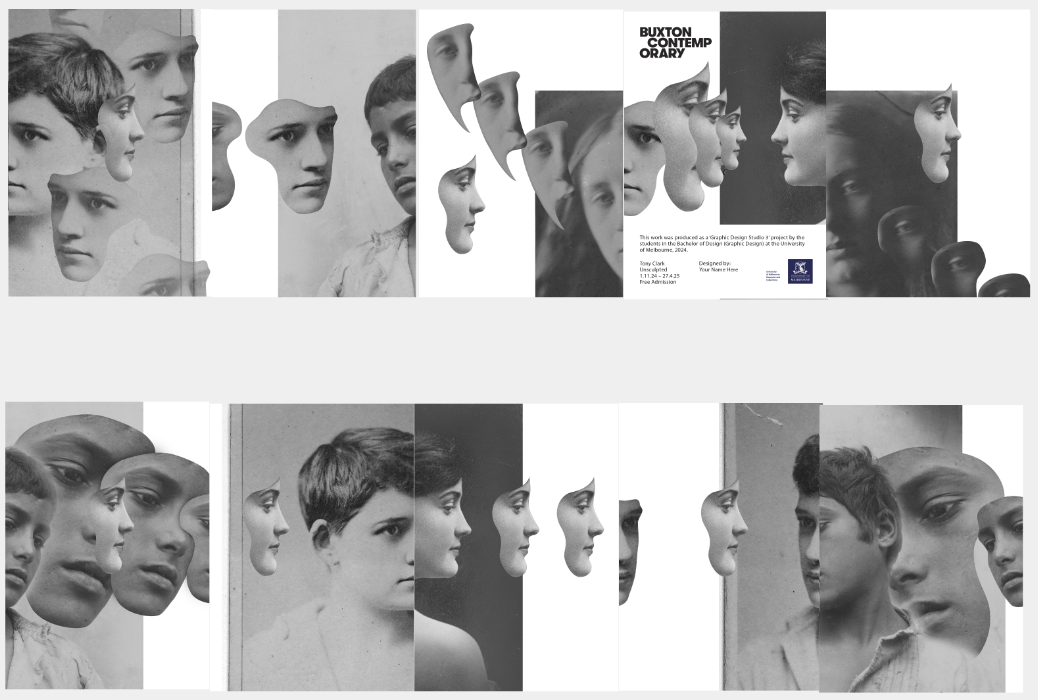 BUXTON
CONTEMP
ORARY
This work was produced as a 'Graphic Design Studio 2' project by the
students in the Bachelor of Design (Graphic Design) at the University
of Melbourne, 2024.
Tony Clark
Unsculpted
1.11.24 – 27.4.25
Free Admission
Designed by:
Your Name Here